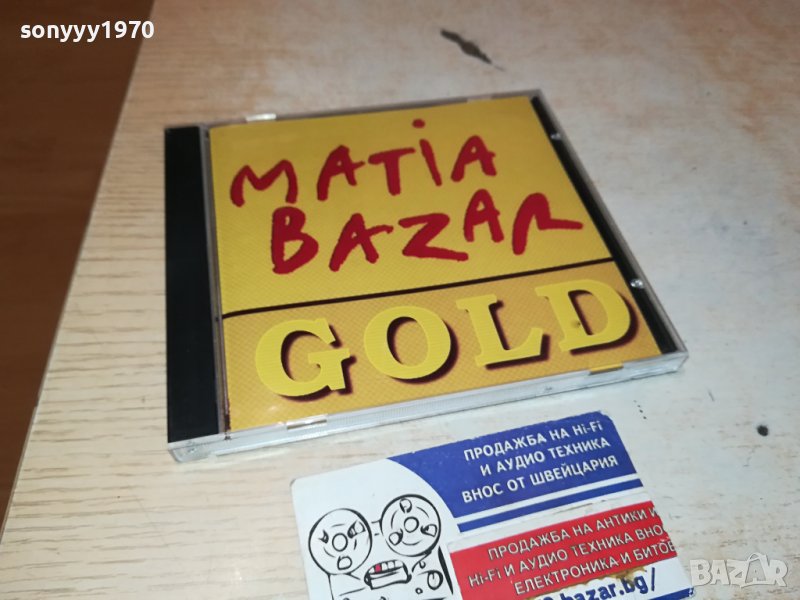 sonyyy1970
MATiA
BAZAR
GOLD
ПРОДАЖБА НА Hi-Fi
И АУДИО ТЕХНИКА
ВНОС ОТ ШВЕЙЦАРИЯ
ПРОДАЖБА НА АНТИКИ И
Hi-Fi И АУДИО ТЕХНИКА ВНО
ЕЛЕКТРОНИКА И БИТОВ
.bazar.bg/
BAZAR